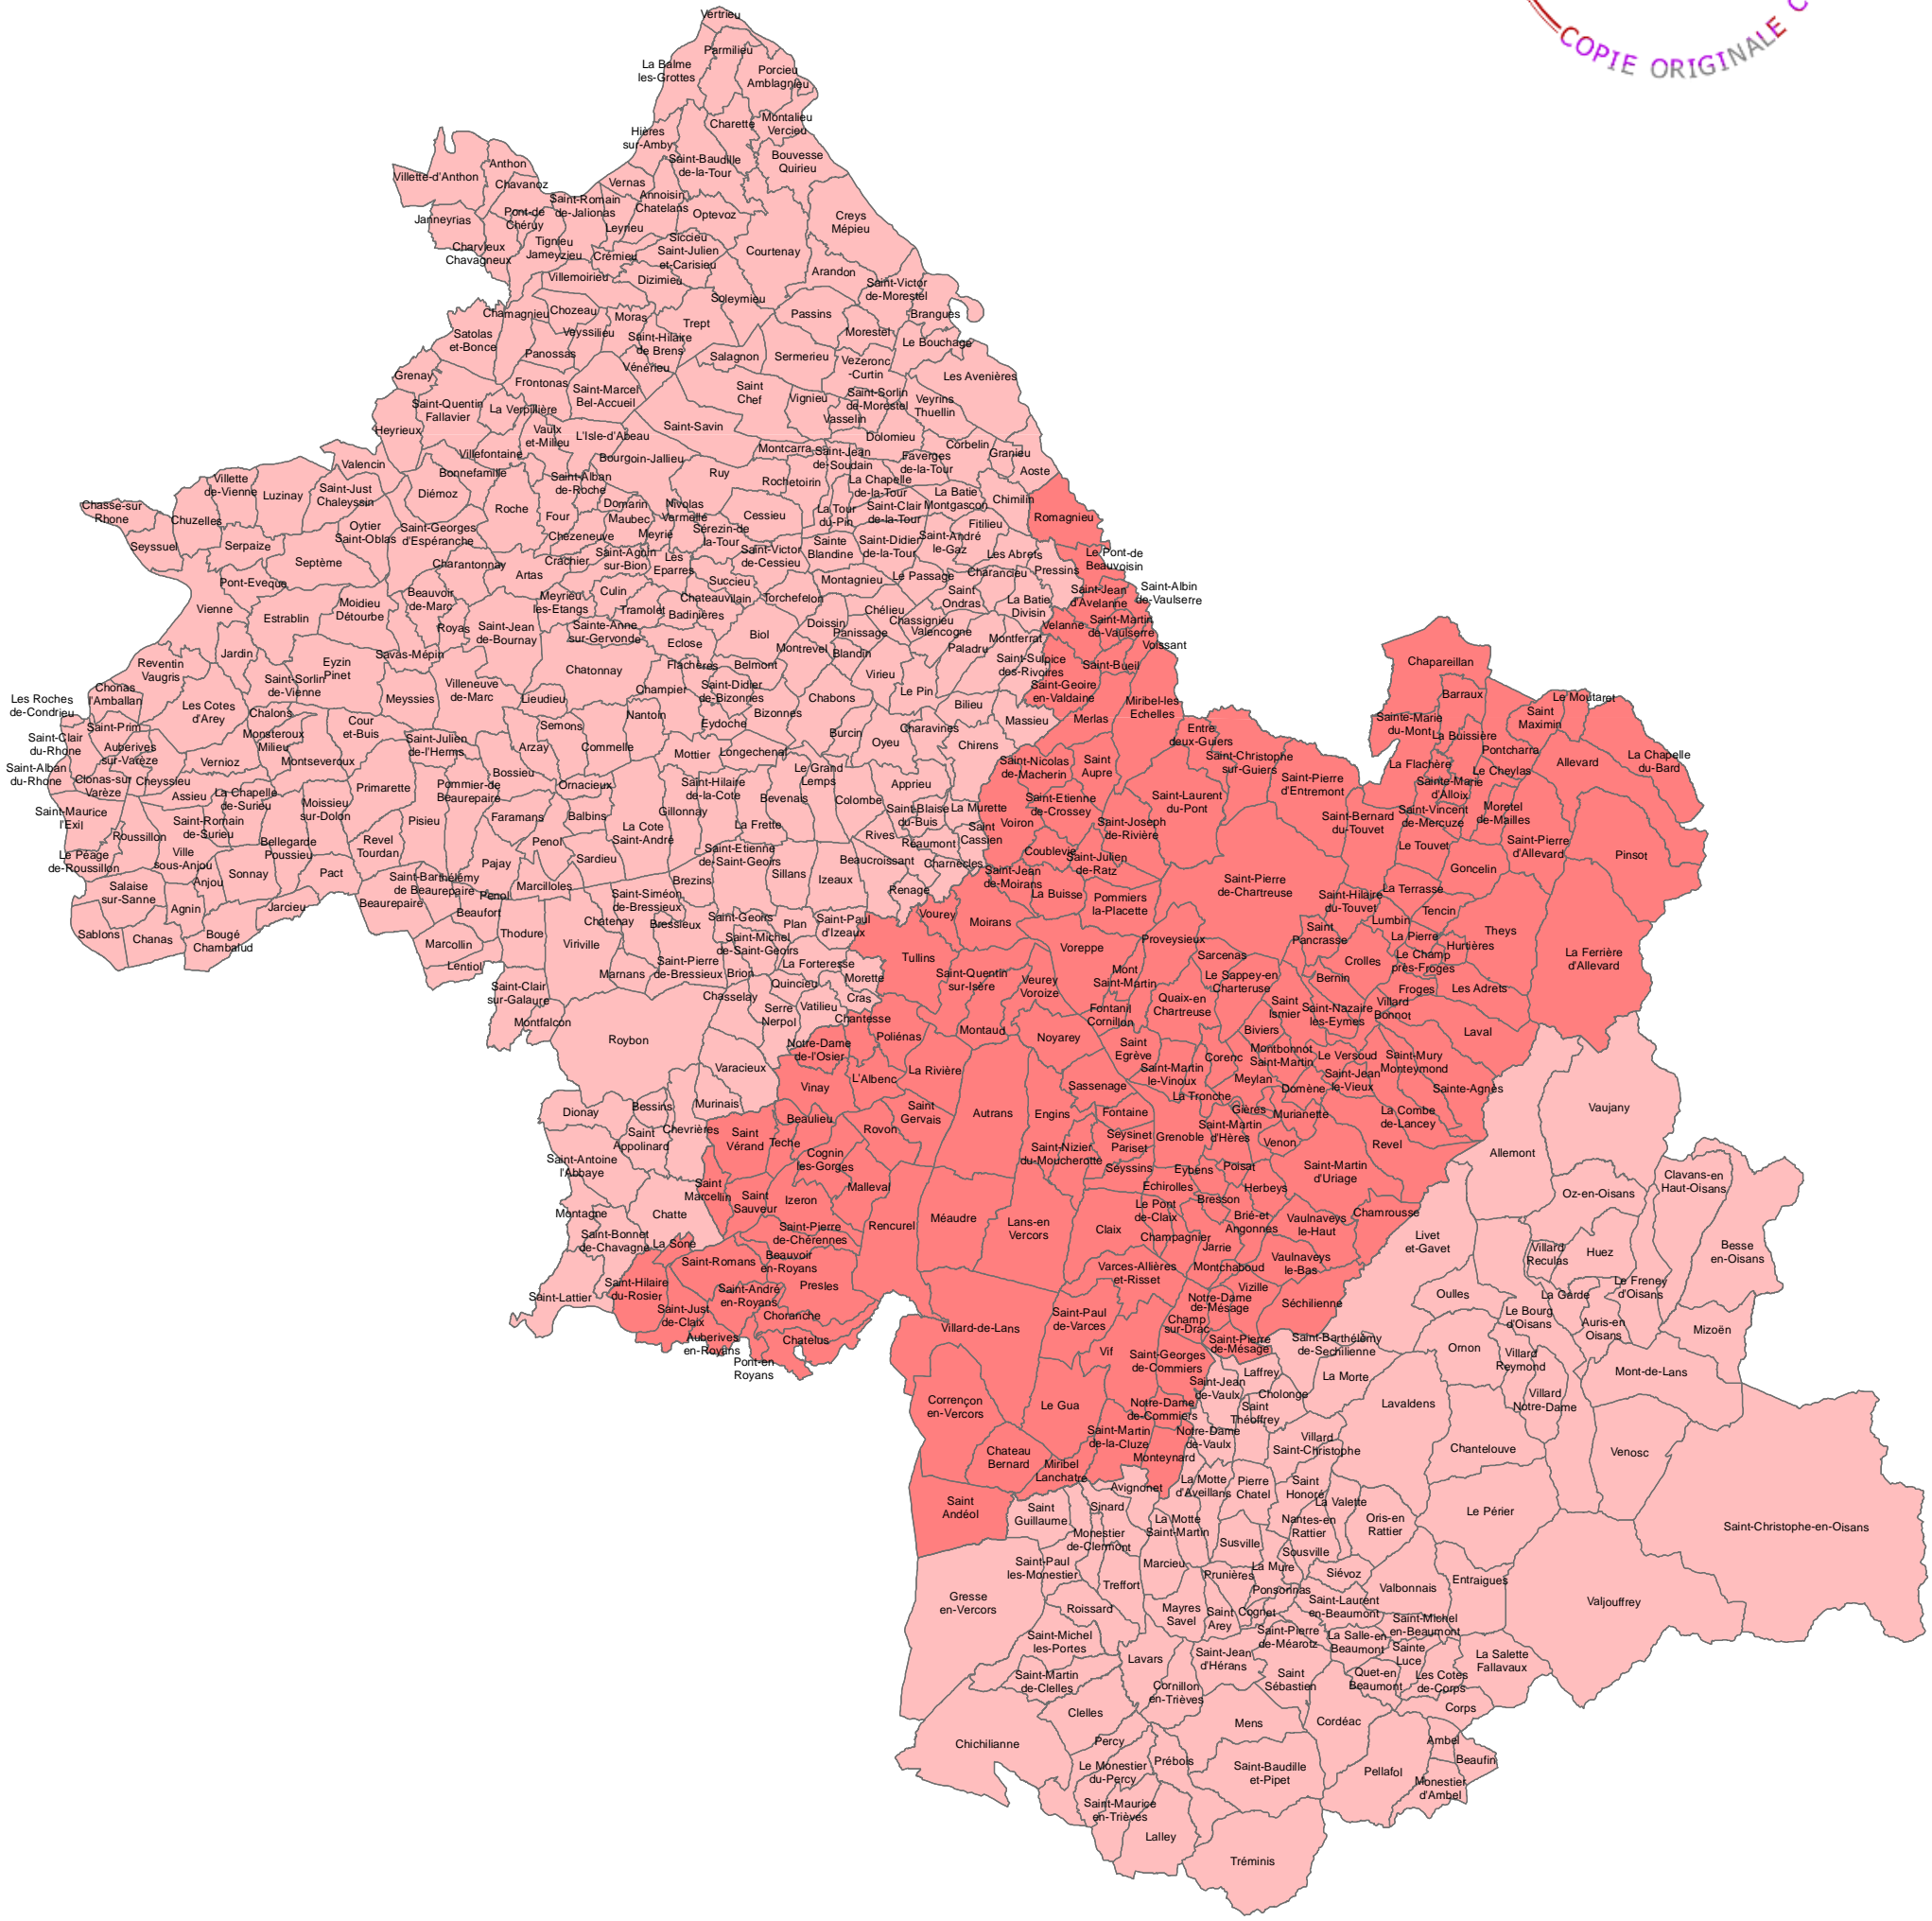 COPIE ORIGINALE C
Vertrieu
Parmilieu
La Balme
les-Grottes
Porcieu
Amblagnieu
Charette
Montalieu
Vercieu
Hières
sur-Amby
Saint-Baudille
de-la-Tour
Bouvesse
Quirieu
Anthon
Villette-d'Anthon
Chavanoz
Vernas
Annoisin
Chatelans
Saint-Romain
de-Jalionas
Optevoz
Creys
Mépieu
Janneyrias
Pont-de
Chéruy
Leyrieu
Siccieu
Saint-Julien
et-Carisieu
Charvieux
Chavagneux
Tignieu
Jameyzieu
Crémieu
Courtenay
Arandon
Villemoirieu
Dizimieu
Soleymieu
Saint-Victor
de-Morestel
Chamagnieu
Chozeau
Moras
Trept
Passins
Brangues
Satolas
et-Bonce
Veyssilieu
Saint-Hilaire
de Brens
Morestel
Le Bouchage
Panossas
Vénérieu
Salagnon
Sermerieu
Vezeronc
-Curtin
Grenay
Frontonas
Saint-Marcel
Bel-Accueil
Saint
Chef
Vignieu
Saint-Sorlin
de-Morestel
Les Avenières
Saint-Quentin
Fallavier
La Verpillière
Vasselin
Veyrins
Thuellin
Heyrieux
Vaulx
et-Milieu
L'Isle-d'Abeau
Saint-Savin
Dolomieu
Corbelin
Villefontaine
Bourgoin-Jallieu
Montcarra
Saint-Jean
de-Soudain
Faverges
de-la-Tour
Granieu
Aoste
Valencin
Bonnefamille
Saint-Alban
de-Roche
Ruy
Rochetoirin
La Chapelle
de-la-Tour
La Batie
Montgascon
Chimilin
Villette
de-Vienne
Luzinay
Saint-Just
Chaleyssin
Diémoz
Roche
Four
Domarin
Maubec
Nivolas
Vermelle
Cessieu
La Tour
du-Pin
Saint-Clair
de-la-Tour
Fitilieu
Romagnieu
Chasse-sur
Rhone
Chuzelles
Oytier
Saint-Oblas
Saint-Georges
d'Espéranche
Chezeneuve
Meyrié
Sérezin-de
la-Tour
Sainte
Blandine
Saint-Didier
de-la-Tour
Saint-André
le-Gaz
Les Abrets
Le Pont-de
Beauvoisin
Seyssuel
Serpaize
Septème
Charantonnay
Artas
Crachier
Saint-Agnin
sur-Bion
Les
Eparres
Saint-Victor
de-Cessieu
Montagnieu
Le Passage
Charancieu
Pressins
Pont-Eveque
Succieu
Saint-Jean
d'Avelanne
Saint-Albin
de-Vaulserre
Vienne
Estrablin
Moidieu
Détourbe
Beauvoir
de-Marc
Meyrieu
les-Etangs
Culin
Tramolet
Chateauvilain
Badinières
Torchefelon
Chélieu
Saint
Ondras
La Batie
Divisin
Royas
Saint-Jean
de-Bournay
Sainte-Anne
sur-Gervonde
Eclose
Biol
Doissin
Chassignieu
Panissage
Valencogne
Velanne
Saint-Martin
de-Vaulserre
Montferrat
Voissant
Jardin
Savas-Mépin
Chatonnay
Flachères
Belmont
Montrevel
Blandin
Paladru
Saint-Sulpice
des-Rivoires
Saint-Bueil
Chapareillan
Reventin
Vaugris
Eyzin
Pinet
Saint-Sorlin
de-Vienne
Villeneuve
de-Marc
Champier
Saint-Didier
de-Bizonnes
Virieu
Le Pin
Saint-Geoire
en-Valdaine
Barraux
Le Moutaret
Les Roches
de-Condrieu
Chonas
l'Amballan
Les Cotes
d'Arey
Meyssies
Lieudieu
Chabons
Bilieu
Miribel-les
Echelles
Saint
Maximin
Saint-Prim
Chalons
Cour
et-Buis
Semons
Nantoin
Bizonnes
Eydoche
Charavines
Massieu
Merlas
Entre
deux-Guiers
Sainte-Marie
du-Mont
La Buissière
Saint-Clair
du-Rhone
Auberives
sur-Varèze
Monsteroux
Milieu
Saint-Julien
de-l'Herms
Arzay
Commelle
Mottier
Longechenal
Burcin
Oyeu
Chirens
Pontcharra
Vernioz
Montseveroux
Saint-Nicolas
de-Macherin
Saint
Aupre
Saint-Christophe
sur-Guiers
La Flachère
Le Cheylas
Allevard
La Chapelle
du-Bard
Saint-Alban
du-Rhone
Clonas-sur
Varèze
Cheyssieu
Primarette
Pommier-de
Beaurepaire
Bossieu
Ornacieux
Saint-Hilaire
de-la-Cote
Le Grand
Lemps
Apprieu
Saint-Pierre
d'Entremont
Sainte-Marie
d'Alloix
Assieu
La Chapelle
de-Surieu
Moissieu
sur-Dolon
Bevenais
Colombe
Saint-Blaise
du-Buis
La Murette
Saint-Etienne
de-Crossey
Saint-Laurent
du-Pont
Saint-Maurice
l'Exil
Saint-Romain
de-Surieu
Pisieu
Faramans
Balbins
La Cote
Saint-André
Gillonnay
La Frette
Saint
Cassien
Voiron
Saint-Joseph
de-Rivière
Saint-Bernard
du-Touvet
Saint-Vincent
de-Mercuze
Moretel
de-Mailles
Roussillon
Bellegarde
Poussieu
Revel
Tourdan
Penol
Rives
Réaumont
Le Touvet
Saint-Pierre
d'Allevard
Pinsot
Le Péage
de-Roussillon
Ville
sous-Anjou
Pajay
Sardieu
Saint-Etienne
de-Saint-Geoirs
Beaucroissant
Charnecles
Coublevie
Saint-Julien
de-Ratz
Goncelin
Salaise
sur-Sanne
Anjou
Sonnay
Pact
Saint-Barthélémy
de Beaurepaire
Marcilloles
Brezins
Sillans
Izeaux
Renage
Saint-Jean
de-Moirans
La Buisse
Pommiers
la-Placette
Saint-Pierre
de-Chartreuse
Saint-Hilaire
du-Touvet
La Terrasse
Agnin
Jarcieu
Beaurepaire
Penol
Beaufort
Saint-Siméon
de-Bressieux
Tencin
Sablons
Chanas
Bougé
Chambalud
Marcollin
Thodure
Viriville
Chatenay
Bressieux
Saint-Geoirs
Plan
Saint-Paul
d'Izeaux
Vourey
Moirans
Voreppe
Proveysieux
Saint
Pancrasse
Lumbin
La Pierre
Theys
Hurtières
Saint-Michel
de-Saint-Geoirs
Lentiol
Marnans
Saint-Pierre
de-Bressieux
Brion
La Forteresse
Tullins
Sarcenas
Crolles
Le Champ
près-Froges
La Ferrière
d'Allevard
Saint-Clair
sur-Galaure
Chasselay
Quincieu
Morette
Saint-Quentin
sur-Isère
Veurey
Voroize
Mont
Saint-Martin
Le Sappey-en
Charteruse
Bernin
Froges
Les Adrets
Montfalcon
Serre
Nerpol
Vatilieu
Cras
Chantesse
Fontanil
Cornillon
Quaix-en
Chartreuse
Saint
Ismier
Saint-Nazaire
les-Eymes
Villard
Bonnot
Roybon
Notre-Dame
de-l'Osier
Poliénas
Montaud
Noyarey
Saint
Egrève
Biviers
Laval
Varacieux
Vinay
L'Albenc
La Rivière
Saint-Martin
le-Vinoux
Corenc
Montbonnot
Saint-Martin
Le Versoud
Saint-Mury
Monteymond
Sassenage
Meylan
Domène
Saint-Jean
le-Vieux
Sainte-Agnès
Dionay
Bessins
Murinais
Beaulieu
Saint
Gervais
Autrans
Engins
Fontaine
La Tronche
Gières
Murianette
La Combe
de-Lancey
Vaujany
Saint
Appolinard
Chevrières
Saint
Vérand
Teche
Rovon
Saint-Nizier
du-Moucherotte
Seysinet
Pariset
Grenoble
Saint-Martin
d'Hères
Venon
Revel
Allemont
Saint-Antoine
l'Abbaye
Cognin
les-Gorges
Seyssins
Eybens
Poisat
Saint-Martin
d'Uriage
Clavans-en
Haut-Oisans
Saint
Marcellin
Saint
Sauveur
Izeron
Malleval
Echirolles
Bresson
Herbeys
Oz-en-Oisans
Montagne
Chatte
Rencurel
Méaudre
Lans-en
Vercors
Claix
Le Pont
de-Claix
Brié-et
Angonnes
Vaulnaveys
le-Haut
Chamrousse
Saint-Bonnet
de-Chavagne
La Sone
Saint-Pierre
de-Chérennes
Champagnier
Jarrie
Livet
et-Gavet
Villard
Reculas
Huez
Besse
en-Oisans
Saint-Romans
Beauvoir
en-Royans
Varces-Allières
et-Risset
Montchaboud
Vaulnaveys
le-Bas
Saint-Lattier
Saint-Hilaire
du-Rosier
Saint-André
en-Royans
Presles
Notre-Dame
de-Mésage
Vizille
Séchilienne
Oulles
La Garde
Le Freney
d'Oisans
Saint-Just
de-Claix
Choranche
Villard-de-Lans
Saint-Paul
de-Varces
Champ
sur-Drac
Le Bourg
d'Oisans
Auris-en
Oisans
Mizoën
Auberives
en-Royans
Chatelus
Saint-Pierre
de-Mésage
Saint-Barthélémy
de-Sechilienne
Pont-en
Royans
Vif
Saint-Georges
de-Commiers
Laffrey
La Morte
Ornon
Villard
Reymond
Mont-de-Lans
Corrençon
en-Vercors
Le Gua
Saint-Jean
de-Vaulx
Cholonge
Lavaldens
Villard
Notre-Dame
Notre-Dame
de-Commiers
Saint
Théoffrey
Chateau
Bernard
Miribel
Lanchatre
Saint-Martin
de-la-Cluze
Notre-Dame
de-Vaulx
Villard
Saint-Christophe
Chantelouve
Venosc
Monteynard
Saint
Andéol
Avignonet
La Motte
d'Aveillans
Pierre
Chatel
Saint
Honoré
Saint
Guillaume
Sinard
La Motte
Saint-Martin
La Valette
Nantes-en
Rattier
Oris-en
Rattier
Le Périer
Saint-Christophe-en-Oisans
Monestier
de-Clermont
Susville
Sousville
Gresse
en-Vercors
Saint-Paul
les-Monestier
Treffort
Marcieu
Prunières
La Mure
Siévoz
Valbonnais
Entraigues
Ponsonnas
Roissard
Mayres
Savel
Saint
Arey
Cognet
Saint-Laurent
en-Beaumont
Saint-Michel
en-Beaumont
Valjouffrey
Saint-Michel
les-Portes
Lavars
Saint-Jean
d'Hérans
Saint-Pierre
de-Méarotz
La Salle-en
Beaumont
Sainte
Luce
La Salette
Fallavaux
Saint-Martin
de-Clelles
Cornillon
en-Trièves
Saint
Sébastien
Quet-en
Beaumont
Les Cotes
de-Corps
Corps
Clelles
Mens
Cordéac
Chichilianne
Percy
Ambel
Beaufin
Le Monestier
du-Percy
Prébois
Saint-Baudille
et-Pipet
Pellafol
Monestier
d'Ambel
Saint-Maurice
en-Trièves
Lalley
Tréminis